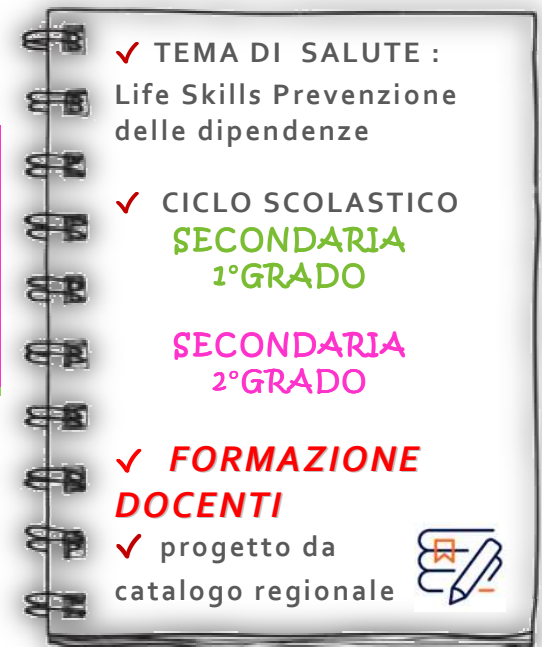 ✓ TEMA DI SALUTE :
Life Skills Prevenzione
delle dipendenze
✓ CICLO SCOLASTICO
SECONDARIA
1°GRADO
SECONDARIA
2°GRADO
✓ FORMAZIONE
DOCENTI
✓ progetto da
catalogo regionale